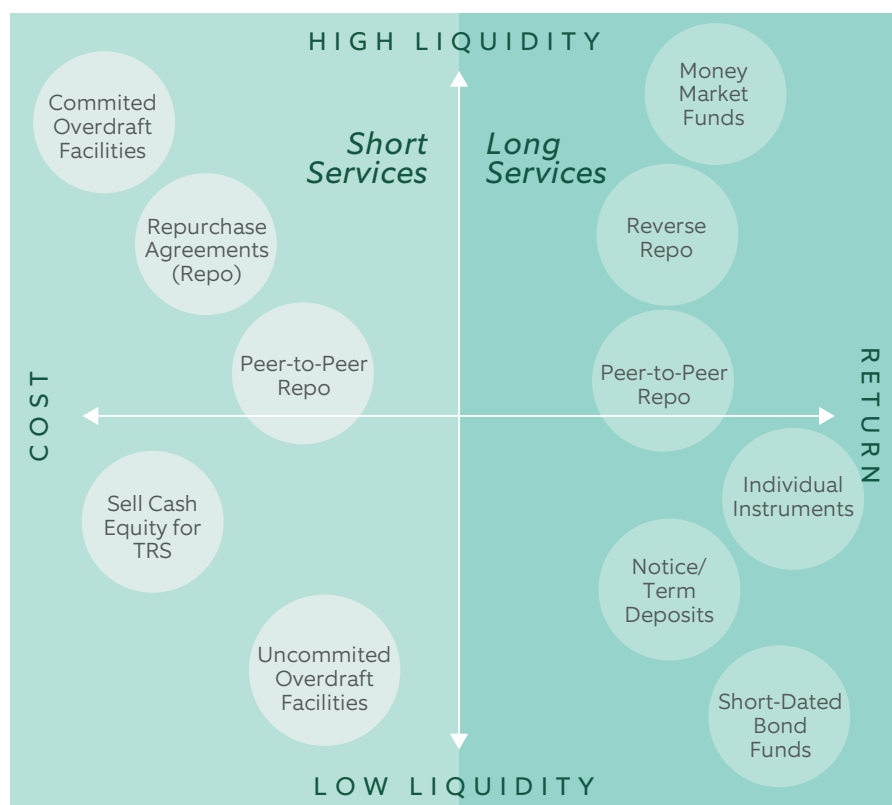 HIGH LIQUIDITY
Commited
Overdraft
Facilities
Money
Market
Funds
Short
Services
Long
Services
Repurchase
Agreements
(Repo)
Reverse
Repo
Peer-to-Peer
Repo
Peer-to-Peer
Repo
COST
RETURN
Sell Cash
Equity for
TRS
Individual
Instruments
Notice/
Term
Deposits
Uncommited
Overdraft
Facilities
Short-Dated
Bond
Funds
LOW LIQUIDITY